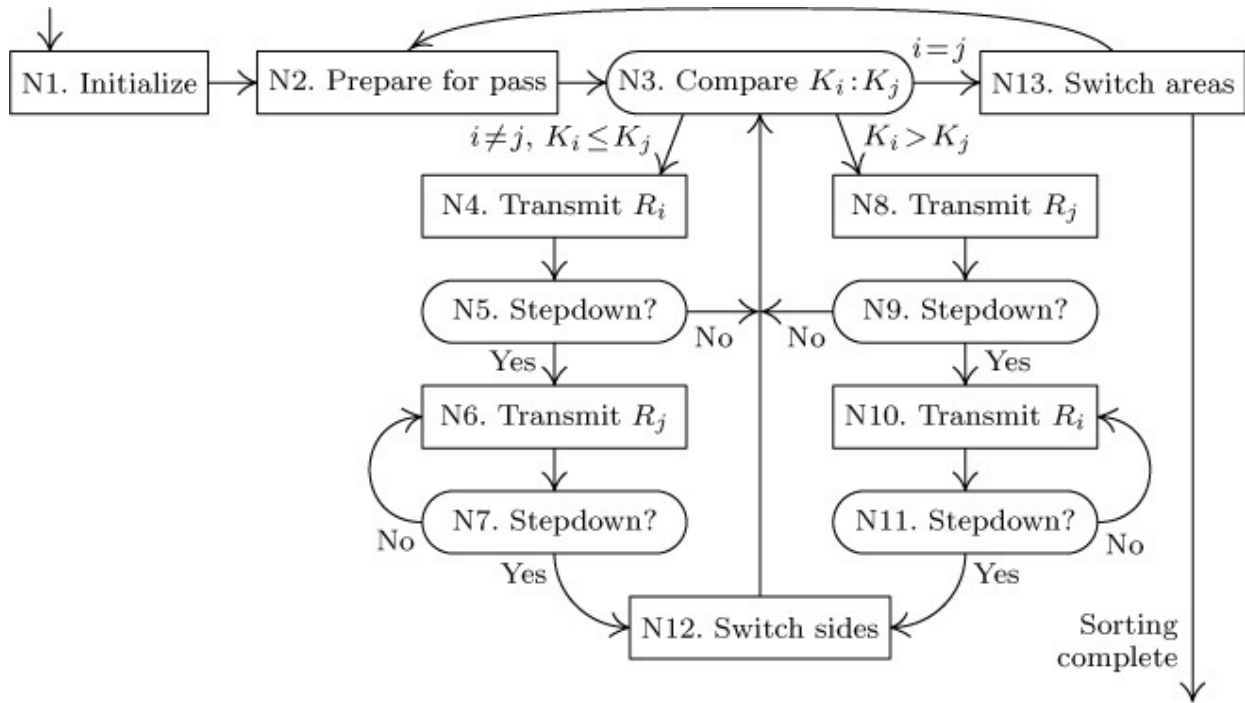 N1. Initialize
N2. Prepare for pass
N3. Compare K_i : K_j
i = j
N13. Switch areas
i ≠ j, K_i ≤ K_j
K_i > K_j
N4. Transmit R_i
N8. Transmit R_j
N5. Stepdown?
No
No
N9. Stepdown?
Yes
Yes
N6. Transmit R_j
N10. Transmit R_i
N7. Stepdown?
N11. Stepdown?
No
No
Yes
Yes
N12. Switch sides
Sorting
complete